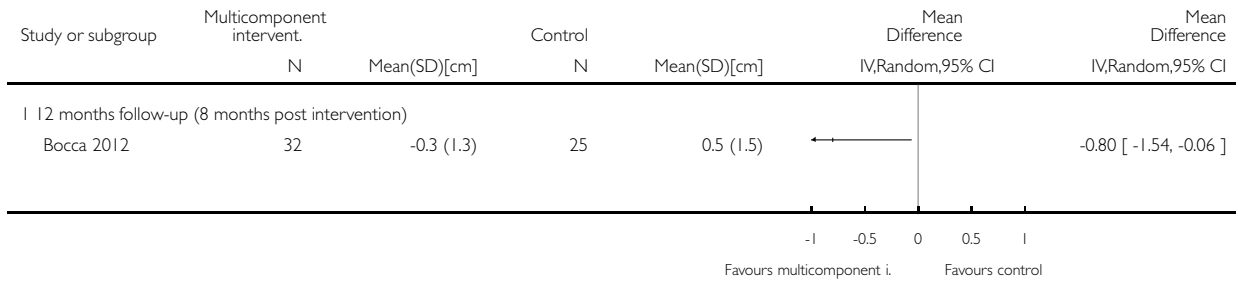 Study or subgroup Multicomponent intervent. Control Mean Difference Mean Difference
N Mean(SD)[cm] N Mean(SD)[cm] IV,Random,95% CI IV,Random,95% CI
1 12 months follow-up (8 months post intervention)
Bocca 2012 32 -0.3 (1.3) 25 0.5 (1.5) -0.80 [ -1.54, -0.06 ]
-1 -0.5 0 0.5 1
Favours multicomponent i. Favours control